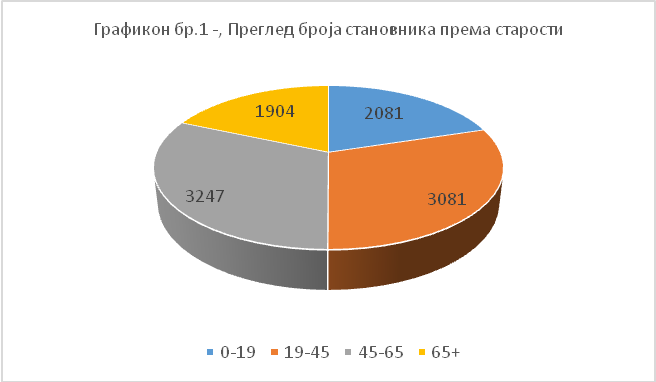 Графикон бр.1 -, Преглед броја становника према старости
1904
2081
3247
3081
0-19 19-45 45-65 65+